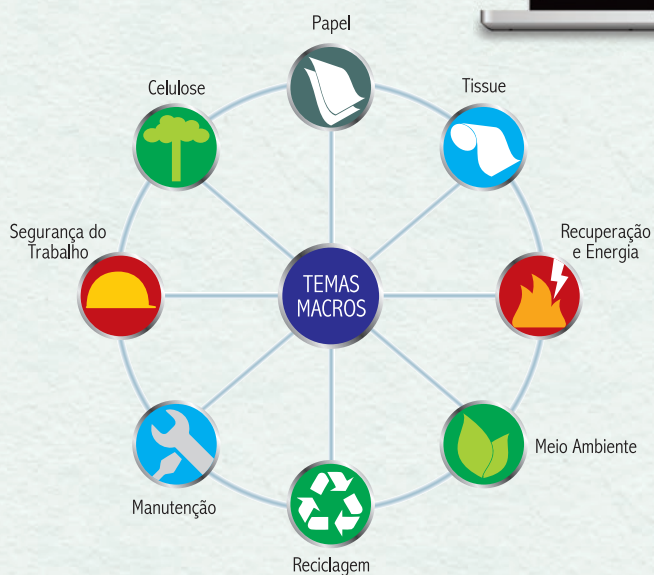 Papel
Celulose
Tissue
Segurança do
Trabalho
Recuperação
e Energia
TEMAS
MACROS
Meio Ambiente
Manutenção
Reciclagem